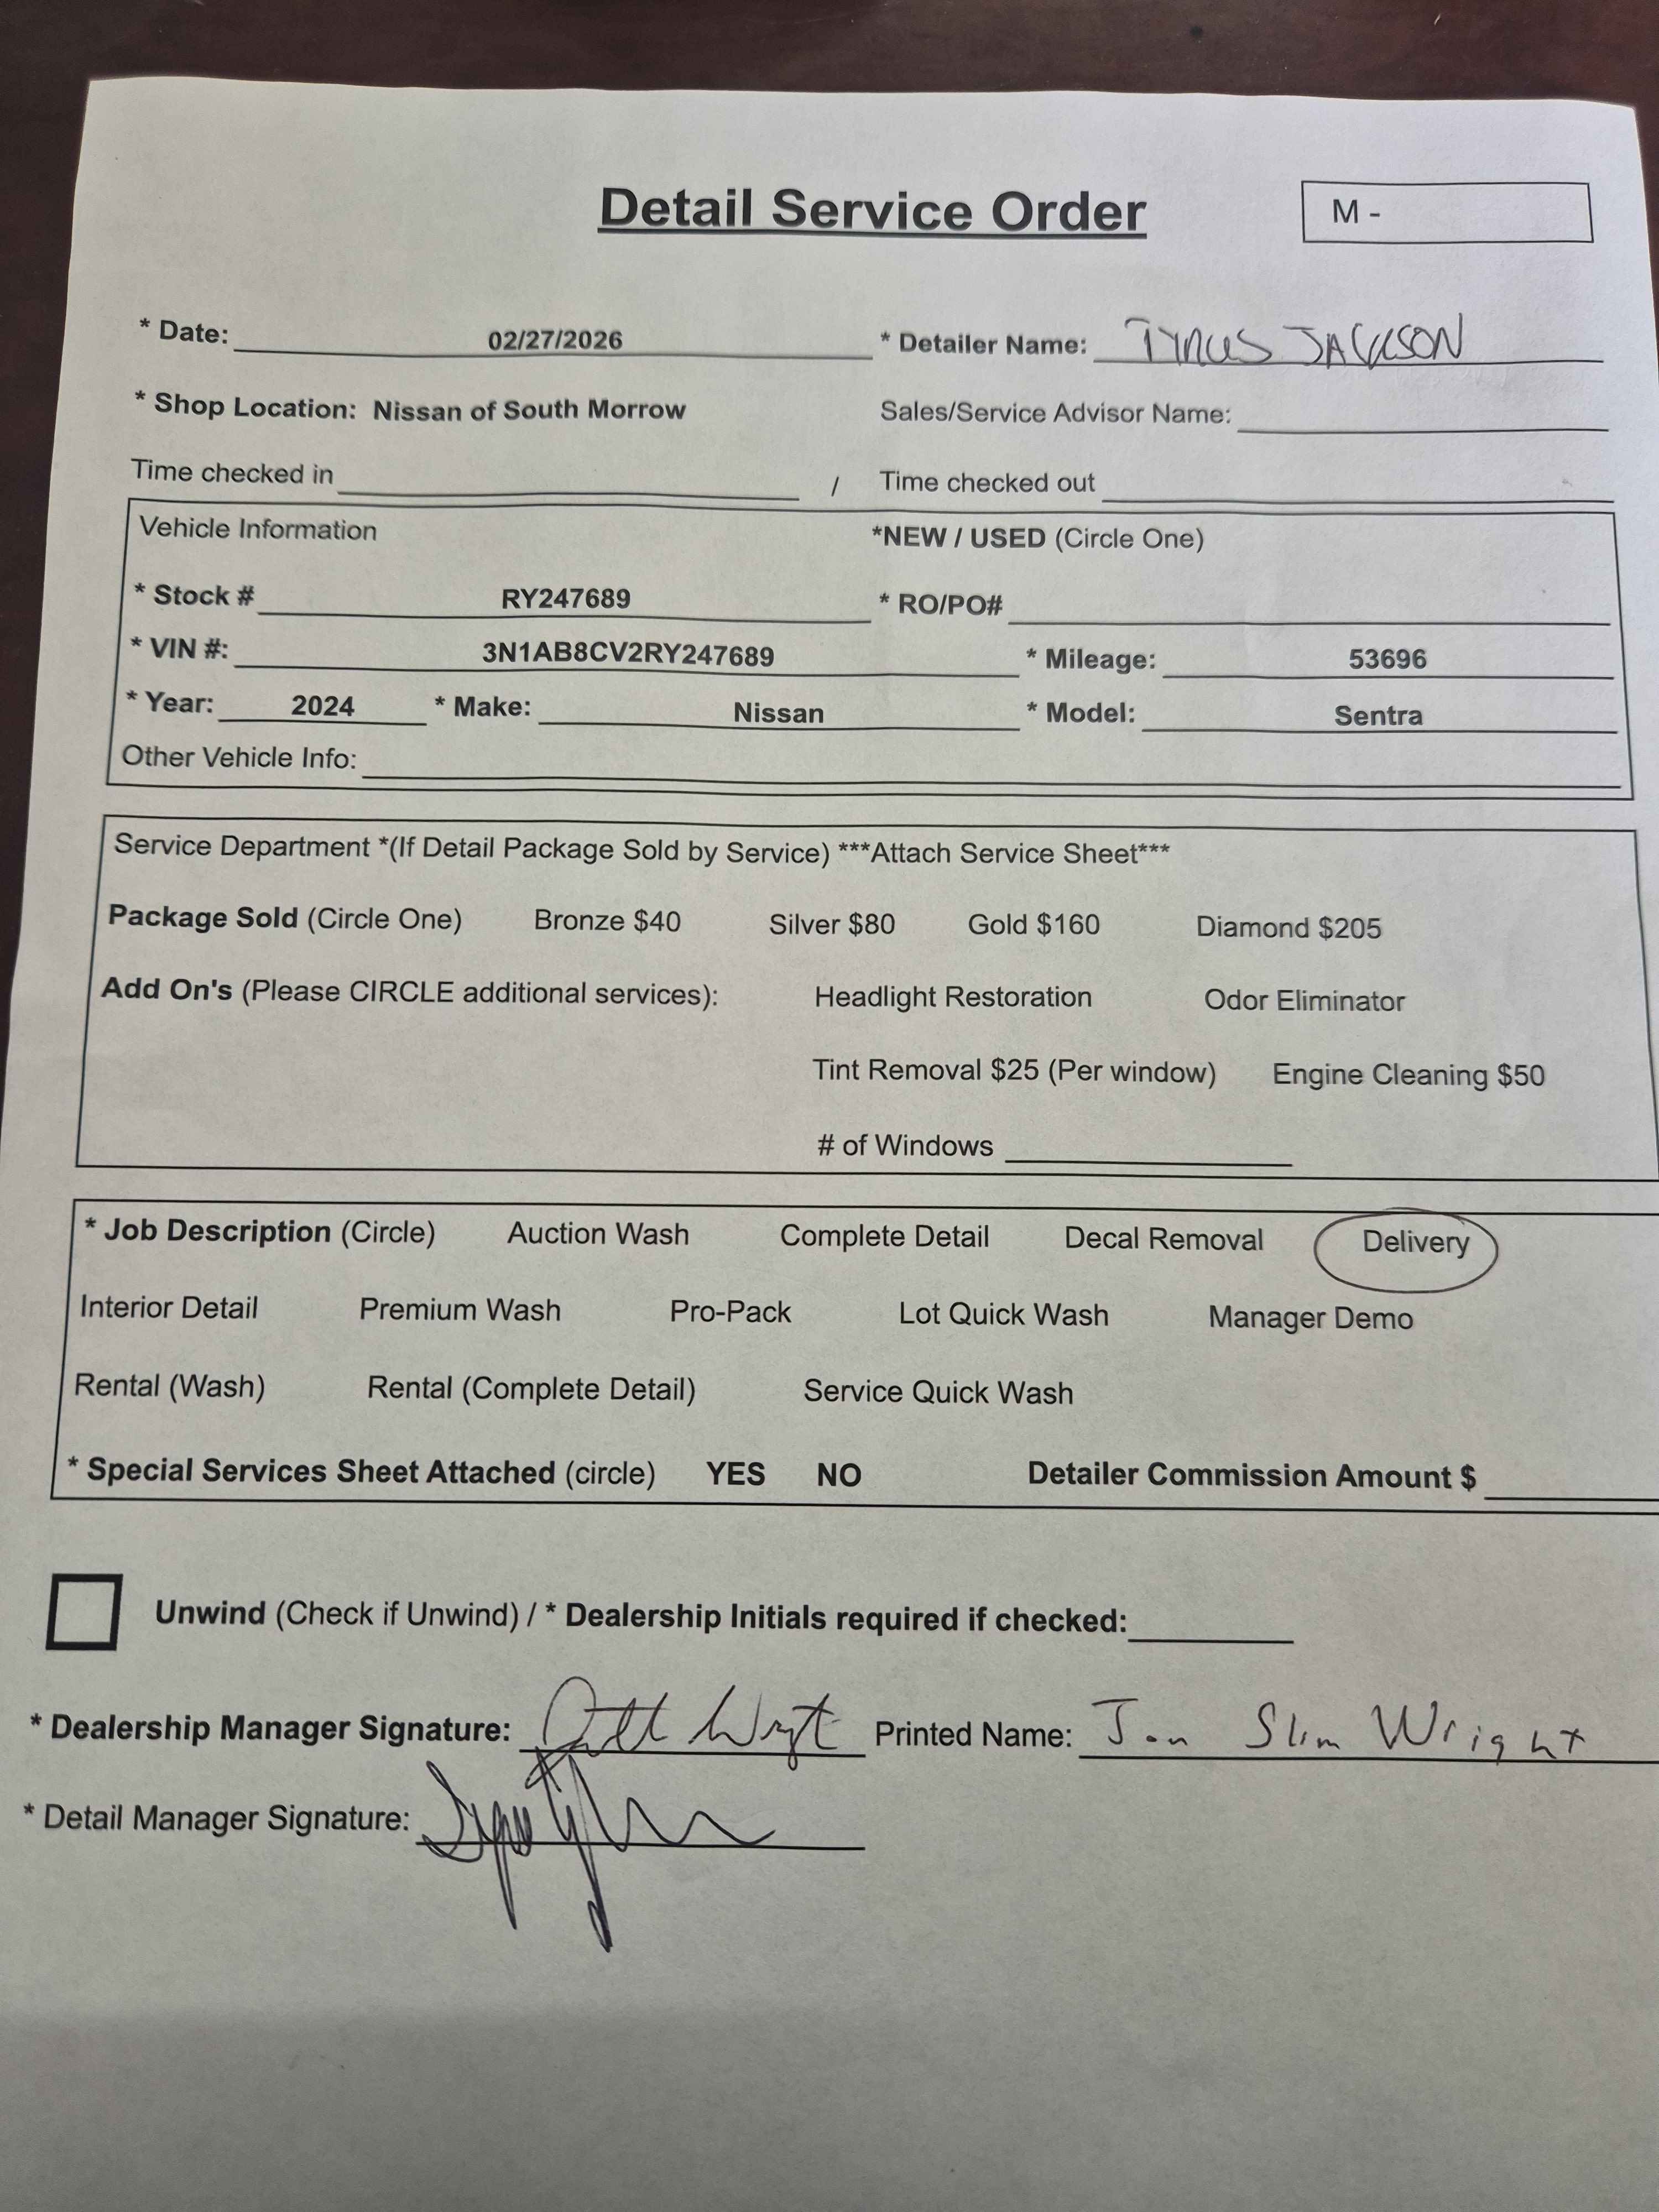 Detail Service Order
M -
* Date: 02/27/2026 * Detailer Name: TYRUS JACKSON
* Shop Location: Nissan of South Morrow Sales/Service Advisor Name:
Time checked in / Time checked out
Vehicle Information *NEW / USED (Circle One)
* Stock # RY247689 * RO/PO#
* VIN #: 3N1AB8CV2RY247689 * Mileage: 53696
* Year: 2024 * Make: Nissan * Model: Sentra
Other Vehicle Info:
Service Department *(If Detail Package Sold by Service) ***Attach Service Sheet***
Package Sold (Circle One) Bronze $40 Silver $80 Gold $160 Diamond $205
Add On's (Please CIRCLE additional services): Headlight Restoration Odor Eliminator
Tint Removal $25 (Per window) Engine Cleaning $50
# of Windows
* Job Description (Circle) Auction Wash Complete Detail Decal Removal Delivery
Interior Detail Premium Wash Pro-Pack Lot Quick Wash Manager Demo
Rental (Wash) Rental (Complete Detail) Service Quick Wash
* Special Services Sheet Attached (circle) YES NO Detailer Commission Amount $
Unwind (Check if Unwind) / * Dealership Initials required if checked:
* Dealership Manager Signature: Printed Name: Jon Slim Wright
* Detail Manager Signature: